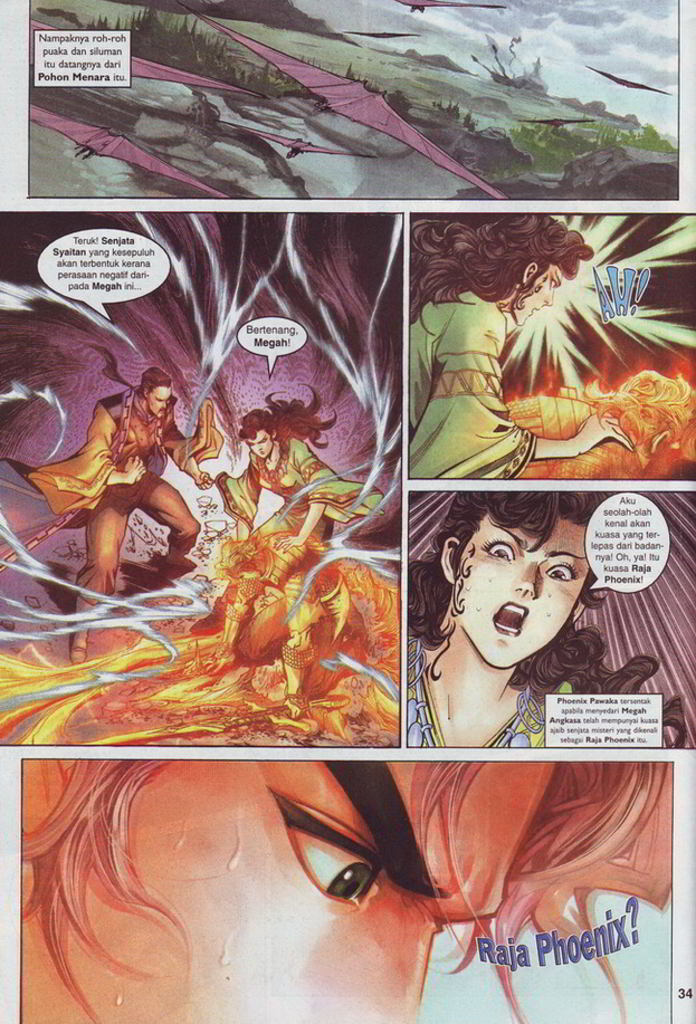 Nampaknya roh-roh
puaka dan siluman
itu datangnya dari
Pohon Menara itu.
Teruk! Senjata
Syaitan yang kesepuluh
akan terbentuk kerana
perasaan negatif dari-
pada Megah ini...
Bertenang,
Megah!
AH!
Aku
seolah-olah
kenal akan
kuasa yang ter-
lepas dari badan-
nya! Oh, ya! Itu
kuasa Raja
Phoenix!
Phoenix Pawaka tersentak
apabila menyedari Megah
Angkasa telah mempunyai kuasa
ajaib senjata misteri yang dikenali
sebagai Raja Phoenix itu.
Raja Phoenix?
34